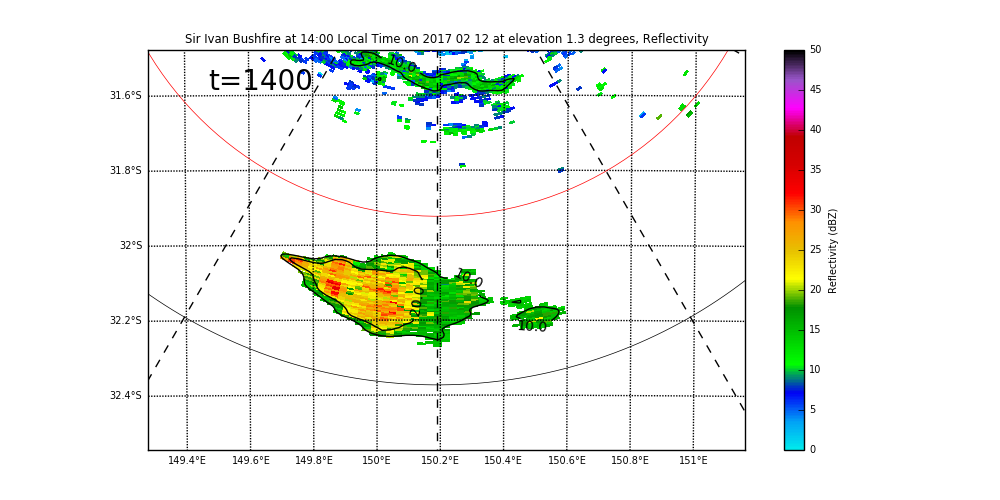 Sir Ivan Bushfire at 14:00 Local Time on 2017 02 12 at elevation 1.3 degrees, Reflectivity
t=1400
10.0
31.6°S
31.8°S
32°S
32.2°S
32.4°S
10.0
20.0
10.0
149.4°E 149.6°E 149.8°E 150°E 150.2°E 150.4°E 150.6°E 150.8°E 151°E
50
45
40
35
30
25
20
15
10
5
0
Reflectivity (dBZ)